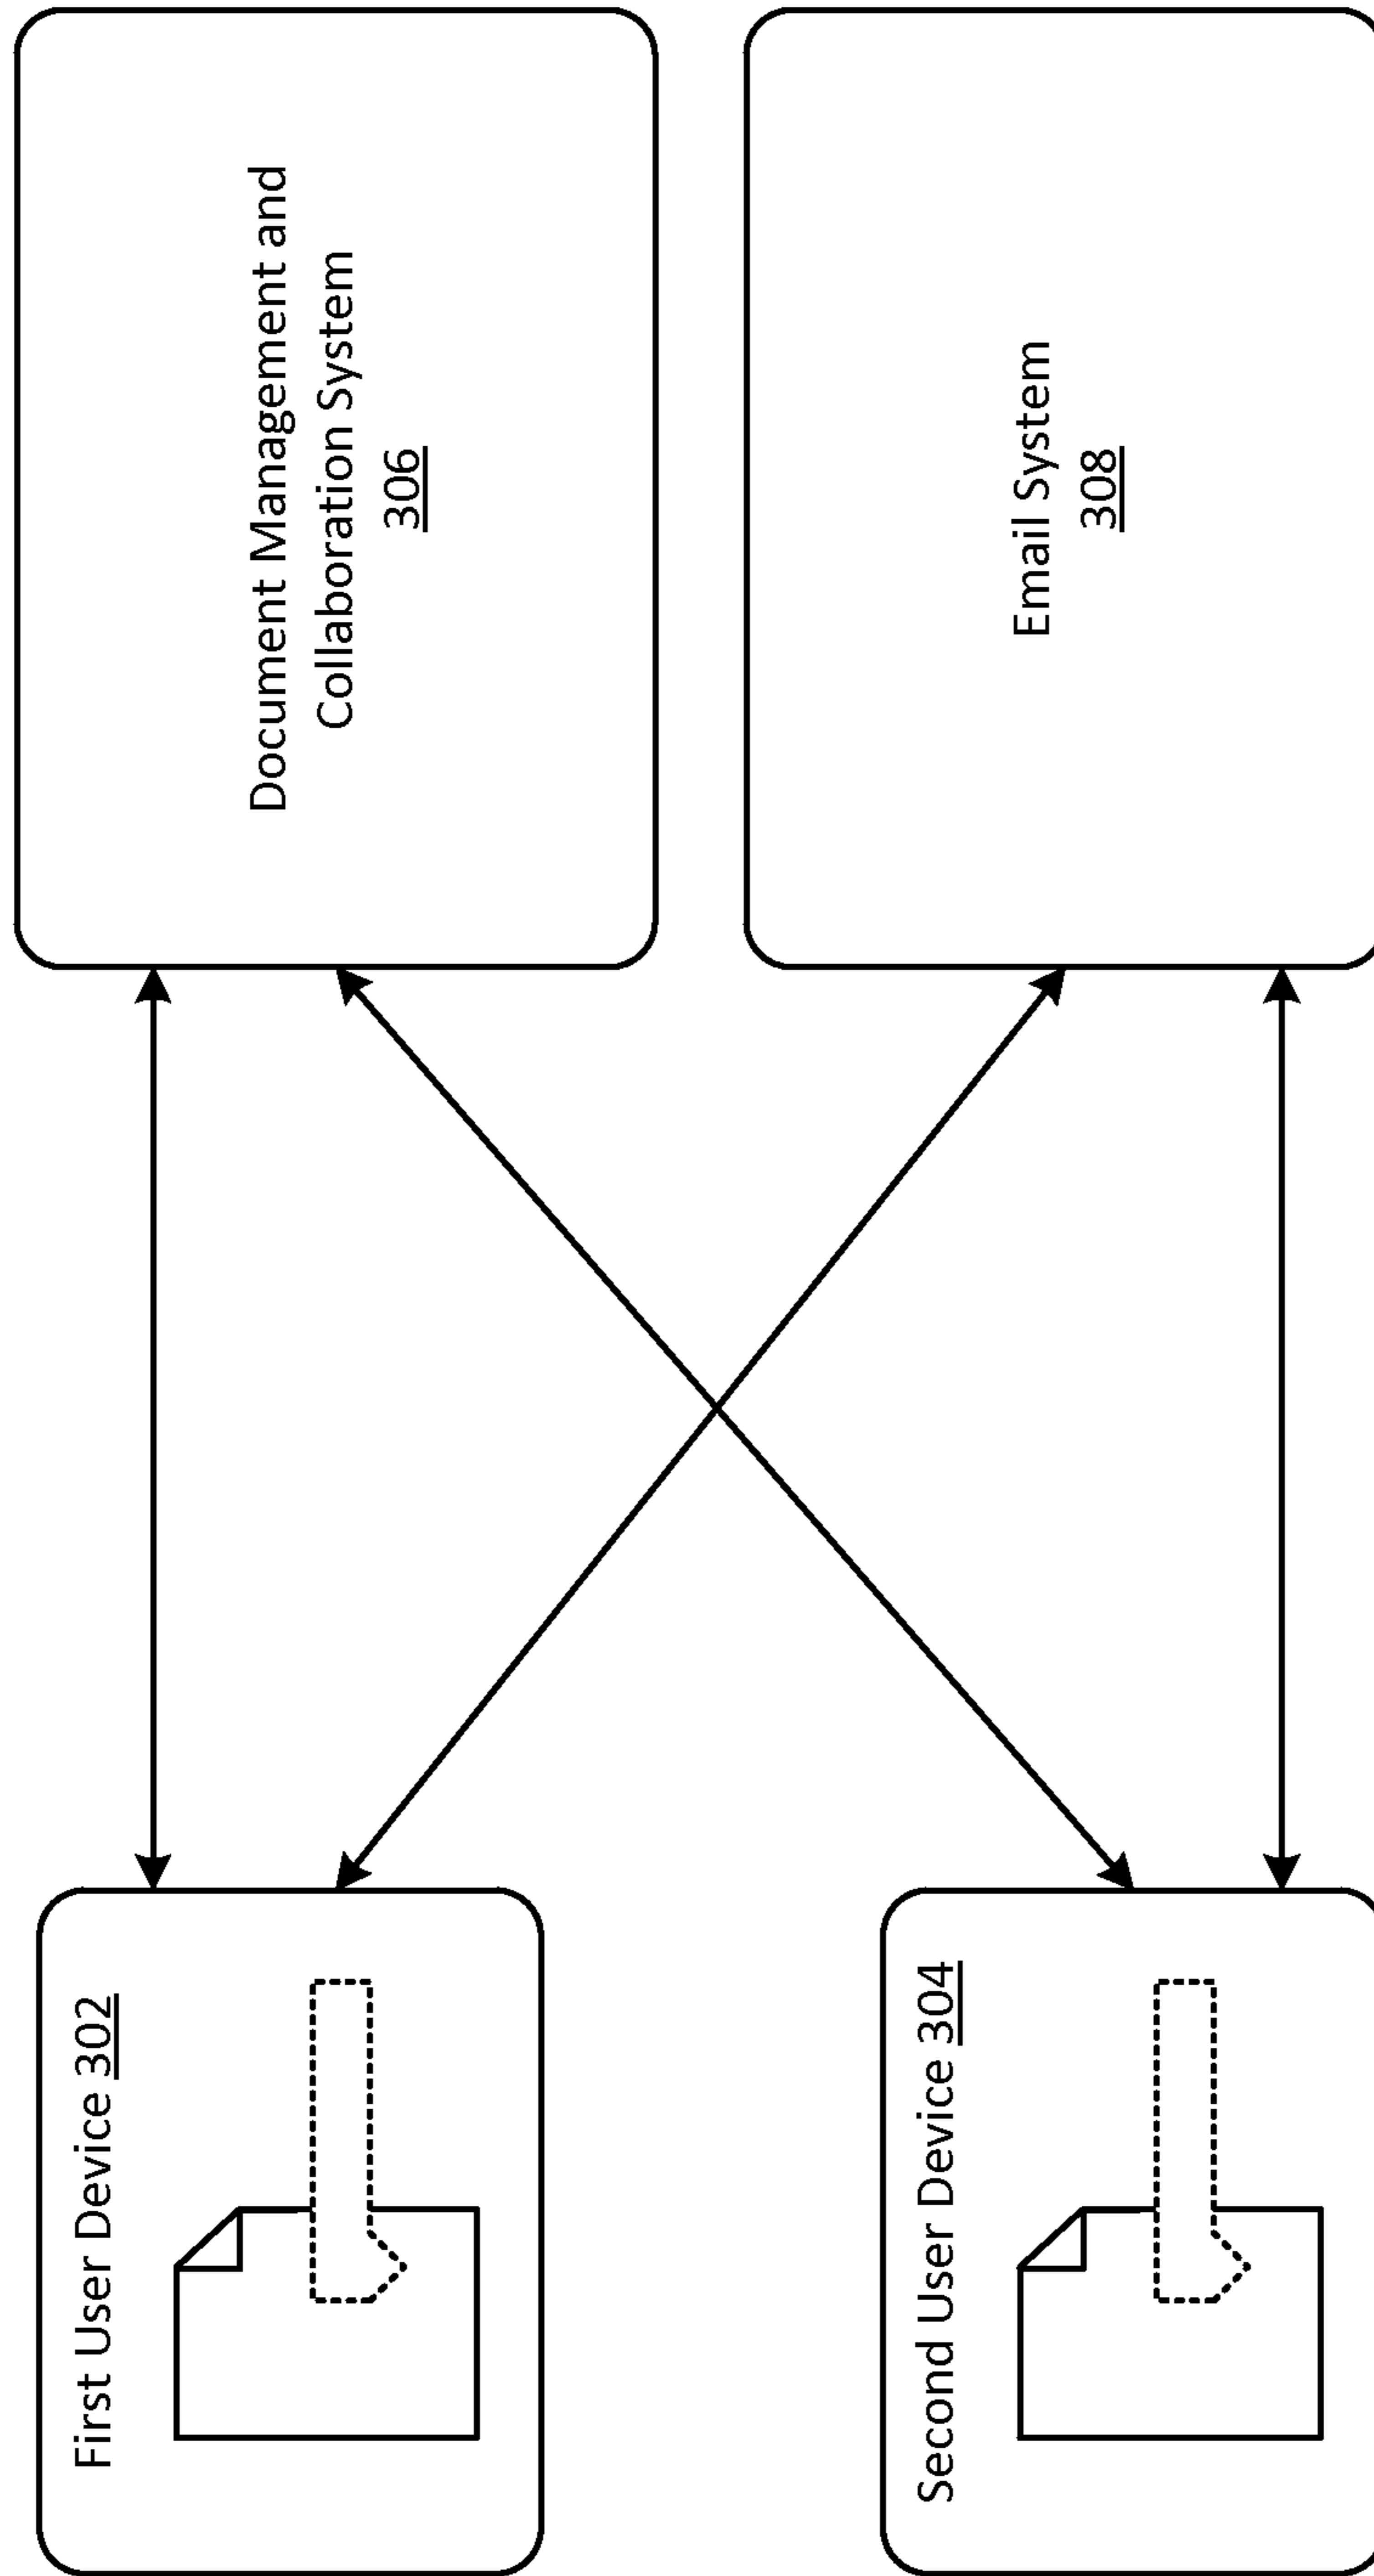 First User Device 302
Document Management and
Collaboration System
306
Second User Device 304
Email System
308